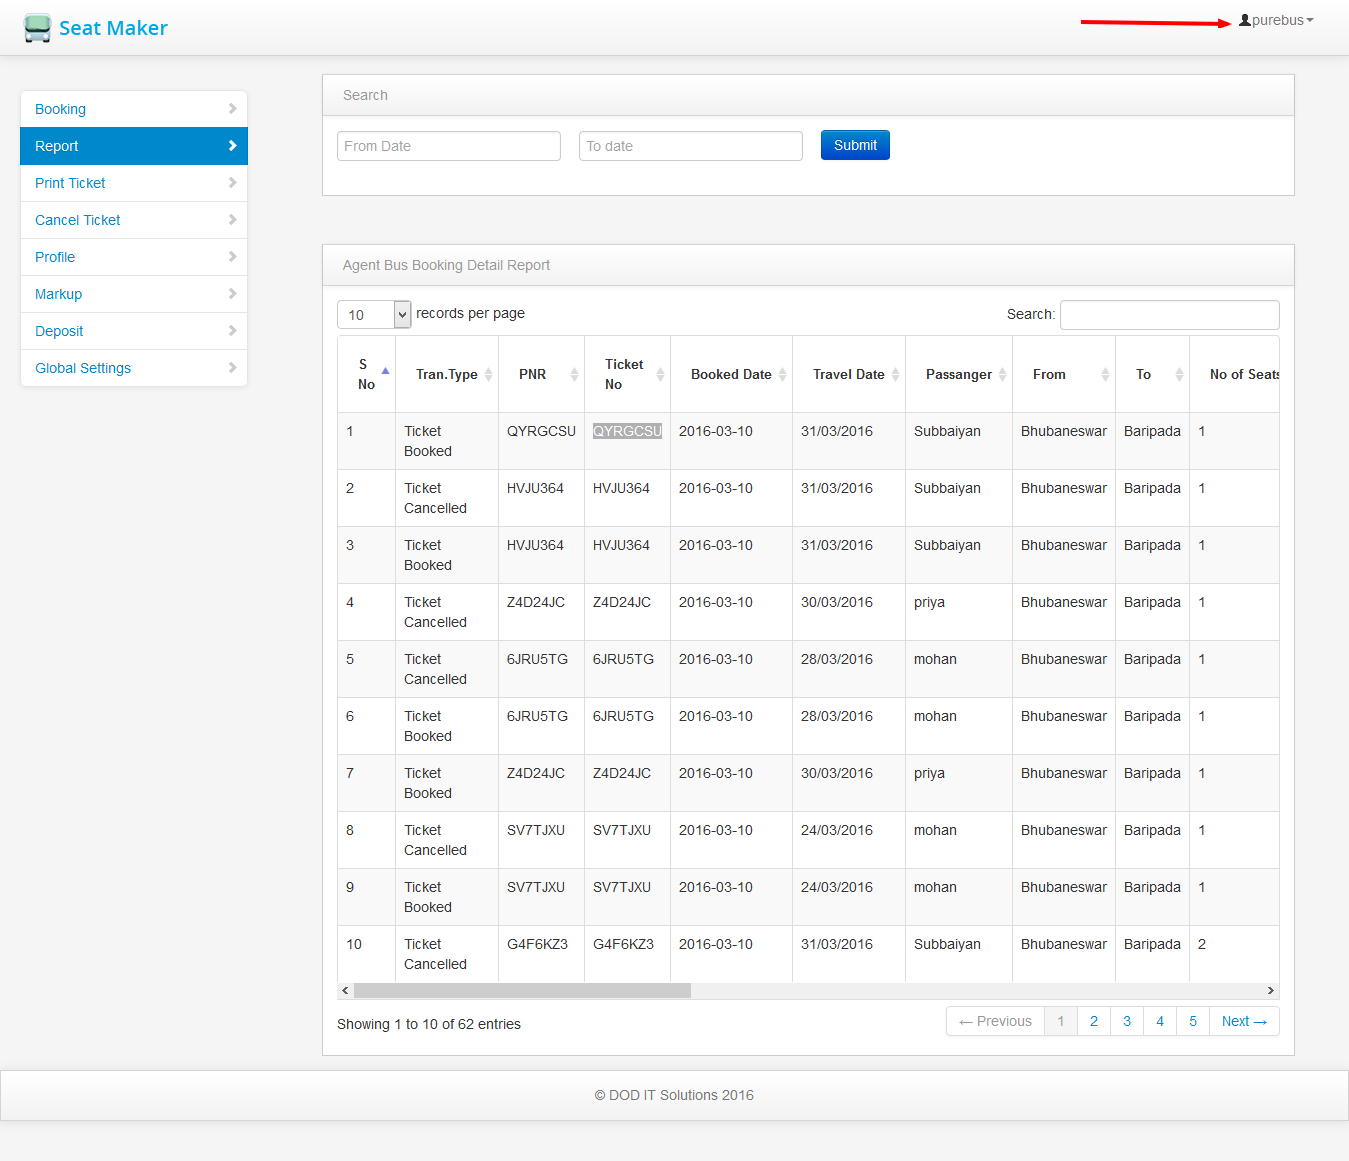 Seat Maker
purebus
Booking
Report
Print Ticket
Cancel Ticket
Profile
Markup
Deposit
Global Settings
Search
From Date To date Submit
Agent Bus Booking Detail Report
10 records per page Search:
S No Tran.Type PNR Ticket No Booked Date Travel Date Passanger From To No of Seats
1 Ticket Booked QYRGCSU QYRGCSU 2016-03-10 31/03/2016 Subbaiyan Bhubaneswar Baripada 1
2 Ticket Cancelled HVJU364 HVJU364 2016-03-10 31/03/2016 Subbaiyan Bhubaneswar Baripada 1
3 Ticket Booked HVJU364 HVJU364 2016-03-10 31/03/2016 Subbaiyan Bhubaneswar Baripada 1
4 Ticket Cancelled Z4D24JC Z4D24JC 2016-03-10 30/03/2016 priya Bhubaneswar Baripada 1
5 Ticket Cancelled 6JRU5TG 6JRU5TG 2016-03-10 28/03/2016 mohan Bhubaneswar Baripada 1
6 Ticket Booked 6JRU5TG 6JRU5TG 2016-03-10 28/03/2016 mohan Bhubaneswar Baripada 1
7 Ticket Booked Z4D24JC Z4D24JC 2016-03-10 30/03/2016 priya Bhubaneswar Baripada 1
8 Ticket Cancelled SV7TJXU SV7TJXU 2016-03-10 24/03/2016 mohan Bhubaneswar Baripada 1
9 Ticket Booked SV7TJXU SV7TJXU 2016-03-10 24/03/2016 mohan Bhubaneswar Baripada 1
10 Ticket Cancelled G4F6KZ3 G4F6KZ3 2016-03-10 31/03/2016 Subbaiyan Bhubaneswar Baripada 2
Showing 1 to 10 of 62 entries ← Previous 1 2 3 4 5 Next →
© DOD IT Solutions 2016